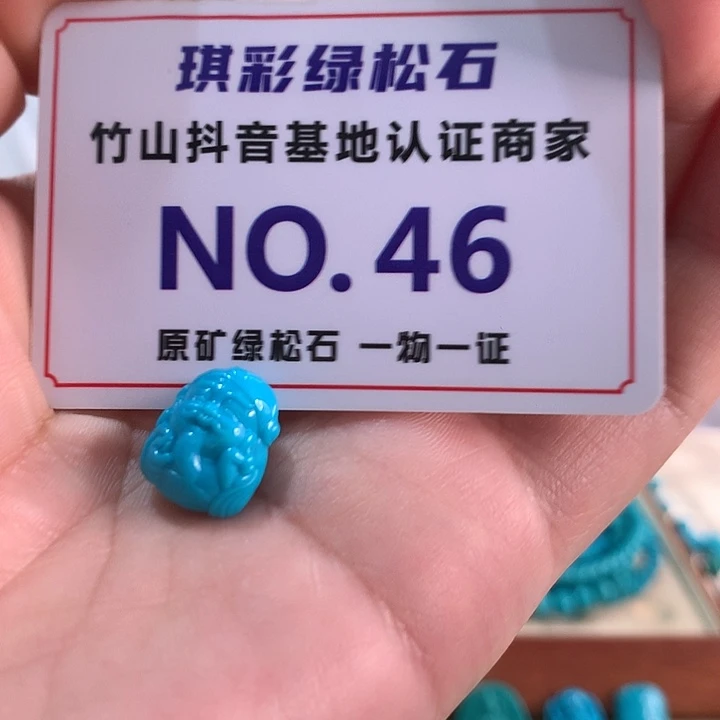 琪彩绿松石
竹山抖音基地认证商家
NO. 46
原矿绿松石 一物一证